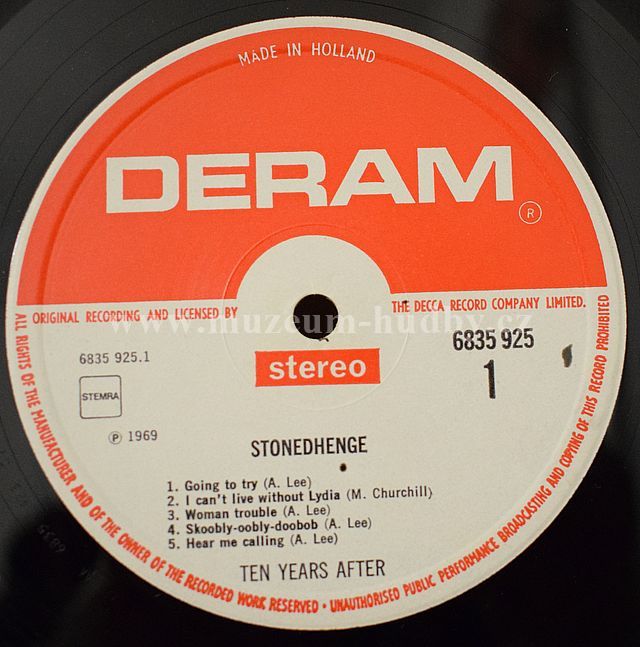 MADE IN HOLLAND
DERAM
®
ORIGINAL RECORDING AND LICENSED BY THE DECCA RECORD COMPANY LIMITED.
www.muzeum-hudby.cz
6835 925.1
6835 925
stereo
1
STEMRA
℗ 1969
STONEDHENGE
1. Going to try (A. Lee)
2. I can't live without Lydia (M. Churchill)
3. Woman trouble (A. Lee)
4. Skoobly-oobly-doobob (A. Lee)
5. Hear me calling (A. Lee)
TEN YEARS AFTER
ALL RIGHTS OF THE MANUFACTURER AND OF THE OWNER OF THE RECORDED WORK RESERVED • UNAUTHORISED PUBLIC PERFORMANCE BROADCASTING AND COPYING OF THIS RECORD PROHIBITED